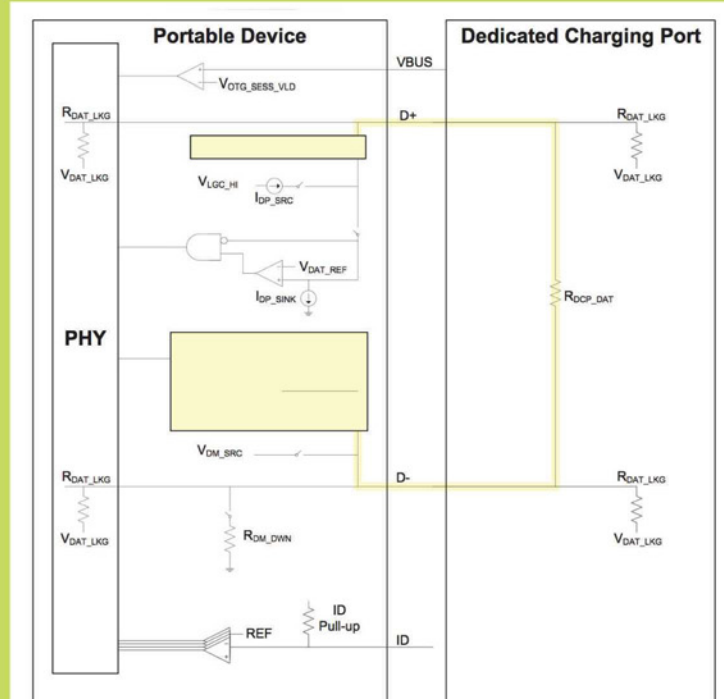 Portable Device
Dedicated Charging Port
VBUS
VOTG_SESS_VLD
RDAT_LKG
D+
RDAT_LKG
VDAT_LKG
VDAT_LKG
VLGC_HI
IDP_SRC
VDAT_REF
IDP_SINK
RDCP_DAT
PHY
VDM_SRC
RDAT_LKG
D-
RDAT_LKG
VDAT_LKG
RDM_DWN
VDAT_LKG
ID
Pull-up
REF
ID